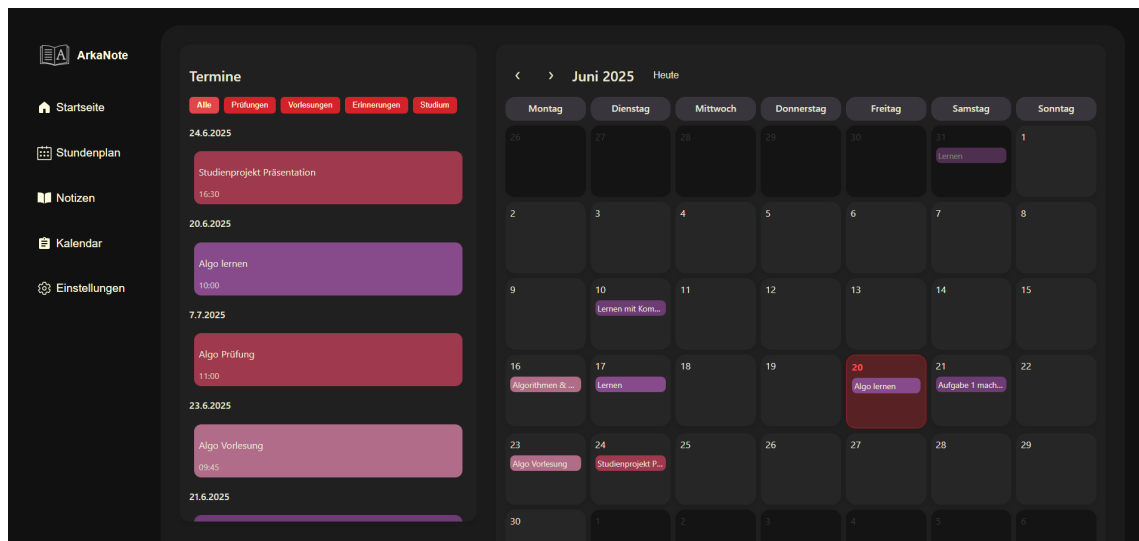 ArkaNote
Startseite
Stundenplan
Notizen
Kalendar
Einstellungen
Termine
Alle Prüfungen Vorlesungen Erinnerungen Studium
24.6.2025
Studienprojekt Präsentation
16:30
20.6.2025
Algo lernen
10:00
7.7.2025
Algo Prüfung
11:00
23.6.2025
Algo Vorlesung
09:45
21.6.2025
‹ › Juni 2025 Heute
Montag Dienstag Mittwoch Donnerstag Freitag Samstag Sonntag
26 27 28 29 30 31 1
Lernen
2 3 4 5 6 7 8
9 10 11 12 13 14 15
Lernen mit Kom...
16 17 18 19 20 21 22
Algorithmen & ... Lernen Algo lernen Aufgabe 1 mach...
23 24 25 26 27 28 29
Algo Vorlesung Studienprojekt P...
30 1 2 3 4 5 6